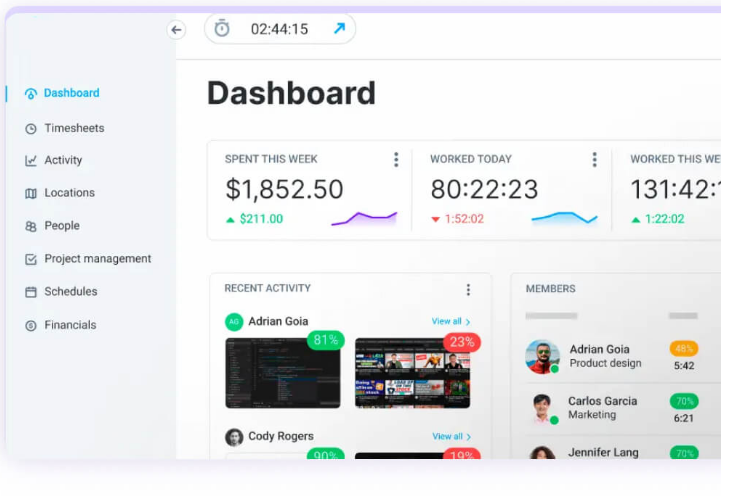 02:44:15
Dashboard
Dashboard
Timesheets
Activity
Locations
People
Project management
Schedules
Financials
SPENT THIS WEEK
$1,852.50
$211.00
WORKED TODAY
80:22:23
1:52:02
WORKED THIS WE
131:42:1
1:22:02
RECENT ACTIVITY
AG Adrian Goia View all
81% 23%
Cody Rogers View all
90% 19%
MEMBERS
Adrian Goia 48%
Product design 5:42
Carlos Garcia 70%
Marketing 6:21
Jennifer Lang 70%